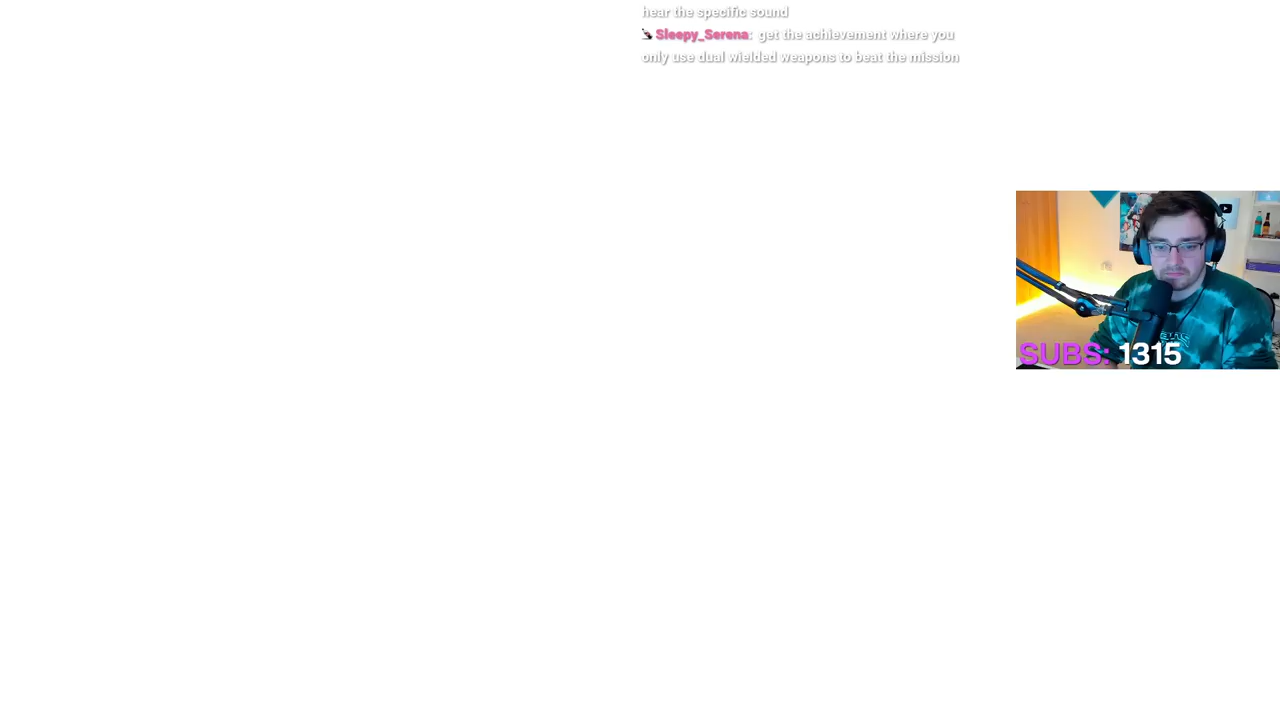 hear the specific sound
Sleepy_Serena: get the achievement where you
only use dual wielded weapons to beat the mission
SUBS: 1315